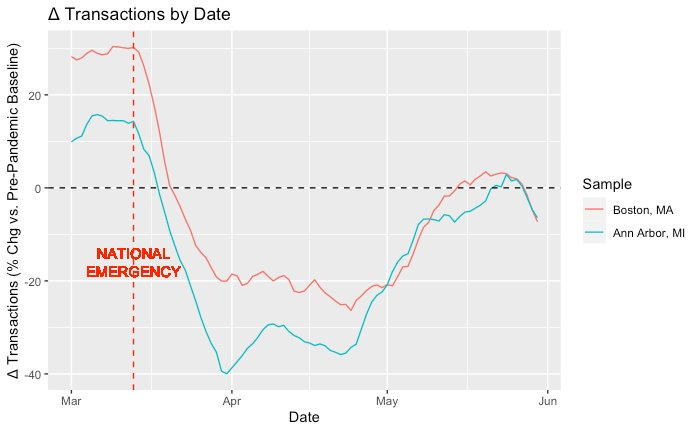 Δ Transactions by Date
Δ Transactions (% Chg vs. Pre-Pandemic Baseline)
20
0
-20
-40
NATIONAL
EMERGENCY
Mar
Apr
May
Jun
Date
Sample
Boston, MA
Ann Arbor, MI